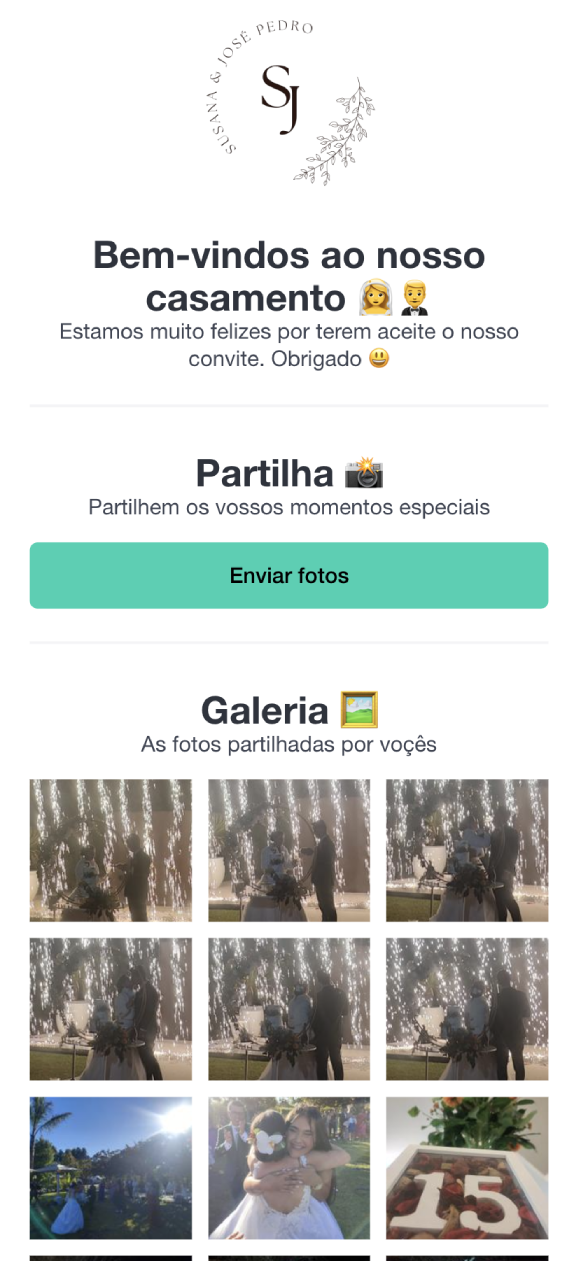 SUSANA & JOSÉ PEDRO
SJ
Bem-vindos ao nosso
casamento 👰🤵
Estamos muito felizes por terem aceite o nosso
convite. Obrigado 😃
Partilha 📸
Partilhem os vossos momentos especiais
Enviar fotos
Galeria 🖼️
As fotos partilhadas por voçês
15